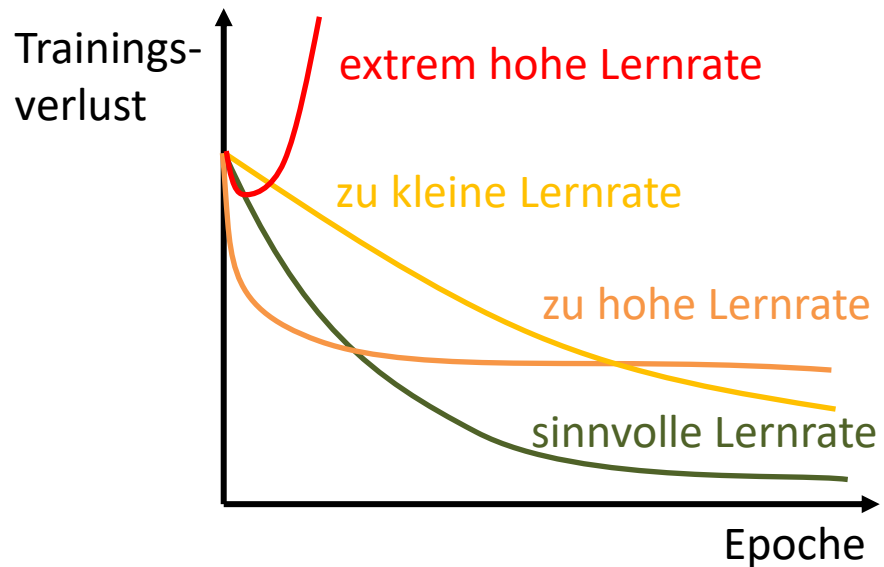 Trainings-
verlust
extrem hohe Lernrate
zu kleine Lernrate
zu hohe Lernrate
sinnvolle Lernrate
Epoche